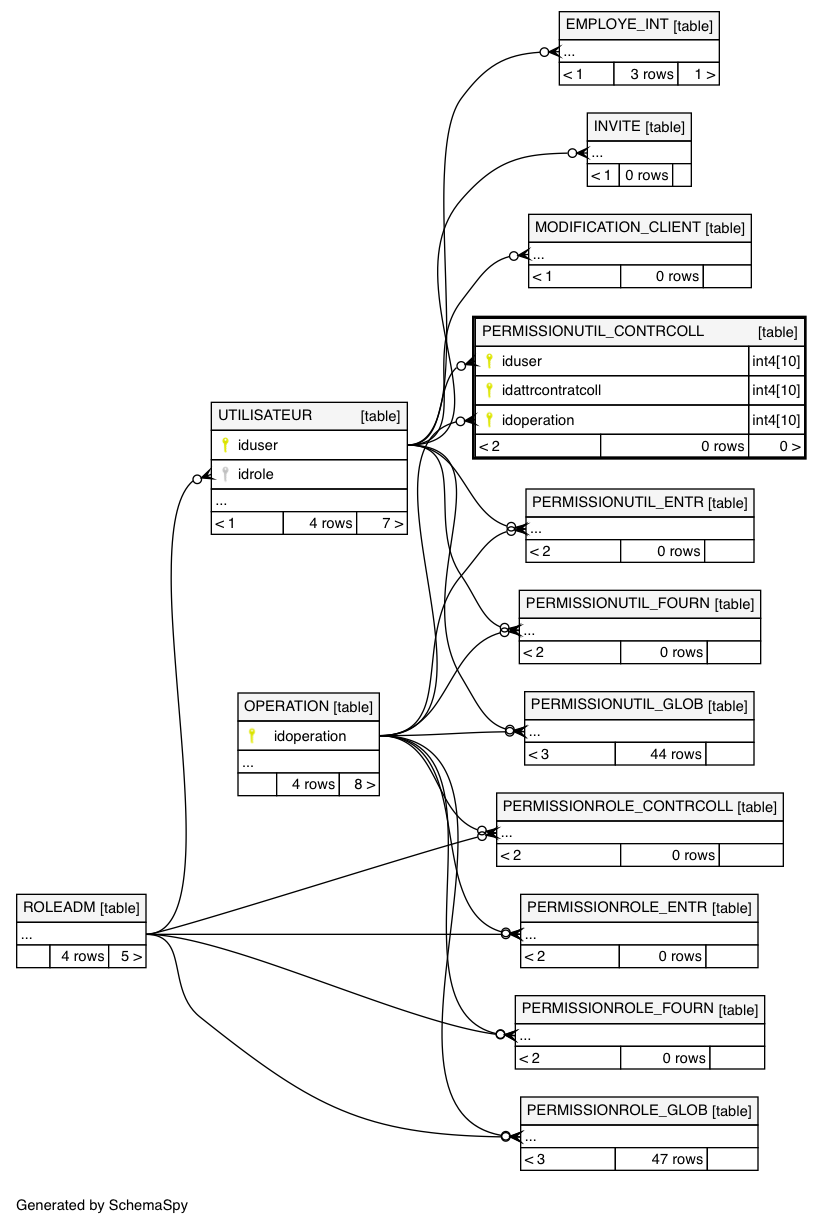 EMPLOYE_INT [table]
...
< 1 3 rows 1 >
INVITE [table]
...
< 1 0 rows
MODIFICATION_CLIENT [table]
...
< 1 0 rows
PERMISSIONUTIL_CONTRCOLL [table]
iduser int4[10]
idattrcontratcoll int4[10]
idoperation int4[10]
< 2 0 rows 0 >
UTILISATEUR [table]
iduser
idrole
...
< 1 4 rows 7 >
PERMISSIONUTIL_ENTR [table]
...
< 2 0 rows
PERMISSIONUTIL_FOURN [table]
...
< 2 0 rows
OPERATION [table]
idoperation
...
4 rows 8 >
PERMISSIONUTIL_GLOB [table]
...
< 3 44 rows
PERMISSIONROLE_CONTRCOLL [table]
...
< 2 0 rows
ROLEADM [table]
...
4 rows 5 >
PERMISSIONROLE_ENTR [table]
...
< 2 0 rows
PERMISSIONROLE_FOURN [table]
...
< 2 0 rows
PERMISSIONROLE_GLOB [table]
...
< 3 47 rows
Generated by SchemaSpy